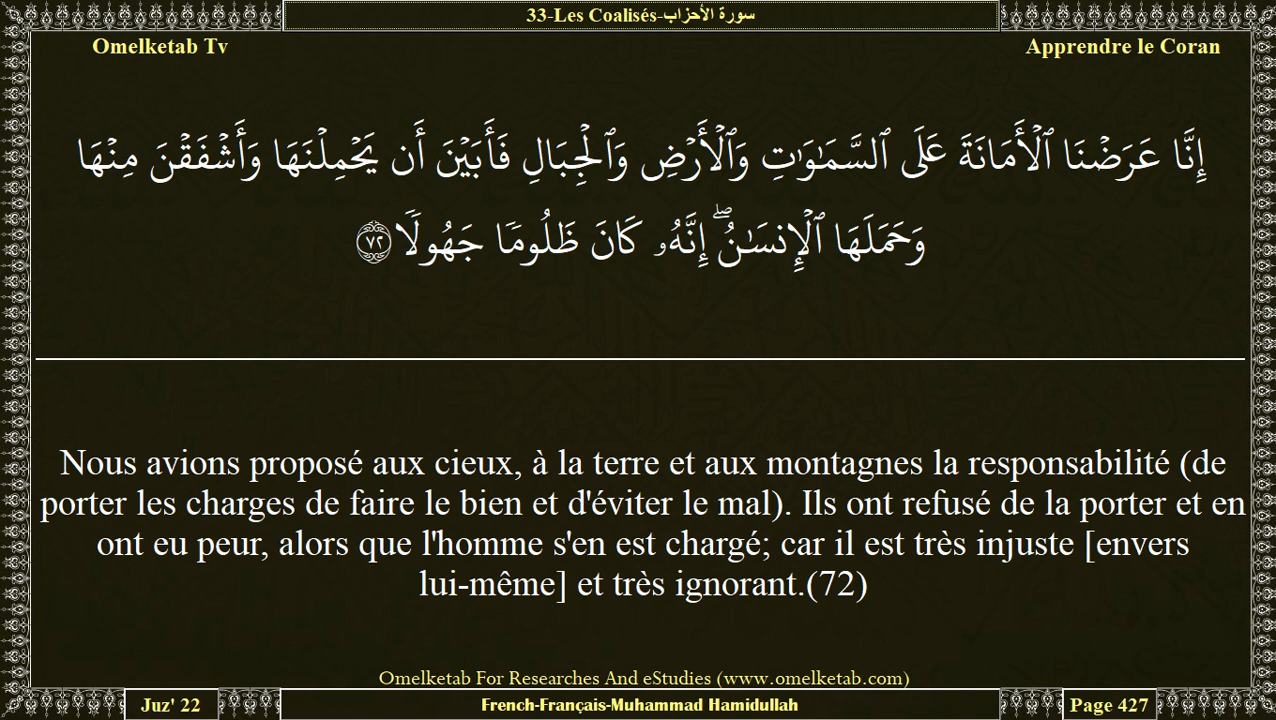 33-Les Coalisés-سورة الأحزاب
Omelketab Tv
Apprendre le Coran
إِنَّا عَرَضْنَا ٱلْأَمَانَةَ عَلَى ٱلسَّمَـٰوَٰتِ وَٱلْأَرْضِ وَٱلْجِبَالِ فَأَبَيْنَ أَن يَحْمِلْنَهَا وَأَشْفَقْنَ مِنْهَا
وَحَمَلَهَا ٱلْإِنسَـٰنُ ۖ إِنَّهُۥ كَانَ ظَلُومًا جَهُولًا ٧٢
Nous avions proposé aux cieux, à la terre et aux montagnes la responsabilité (de
porter les charges de faire le bien et d'éviter le mal). Ils ont refusé de la porter et en
ont eu peur, alors que l'homme s'en est chargé; car il est très injuste [envers
lui-même] et très ignorant.(72)
Omelketab For Researches And eStudies (www.omelketab.com)
Juz' 22
French-Français-Muhammad Hamidullah
Page 427